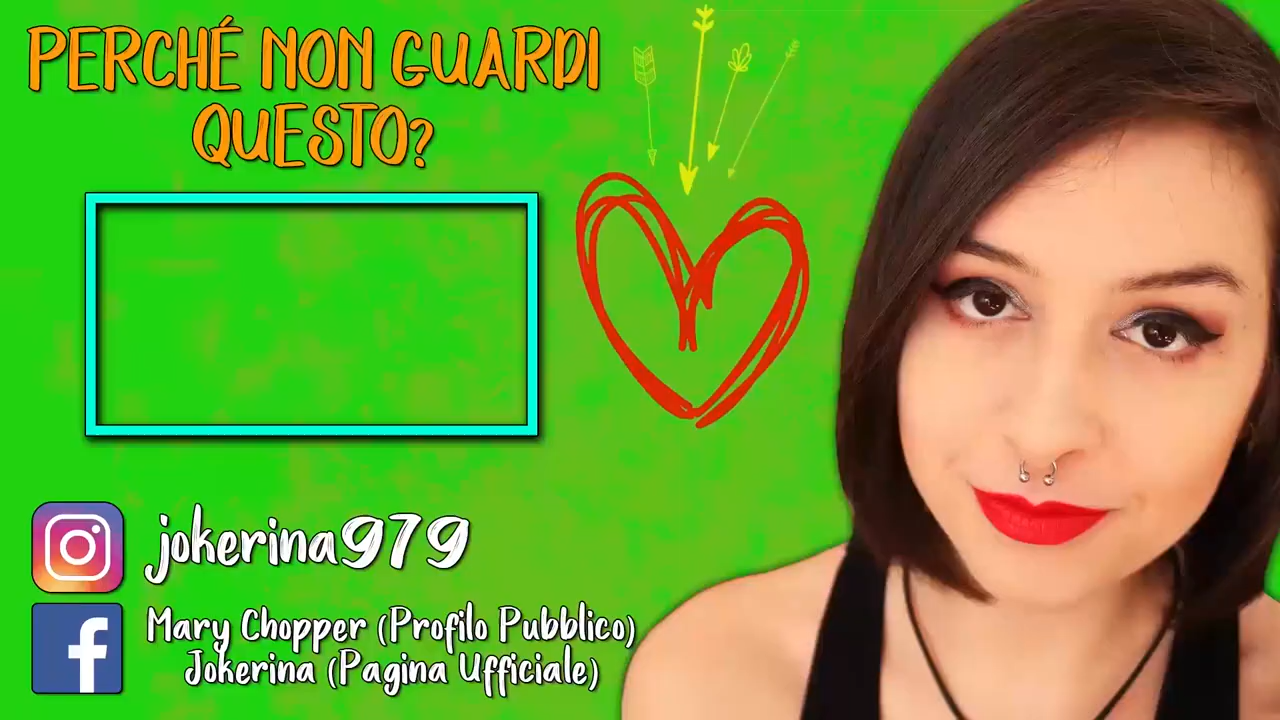 PERCHÉ NON GUARDI
QUESTO?
jokerina979
Mary Chopper (Profilo Pubblico)
Jokerina (Pagina Ufficiale)